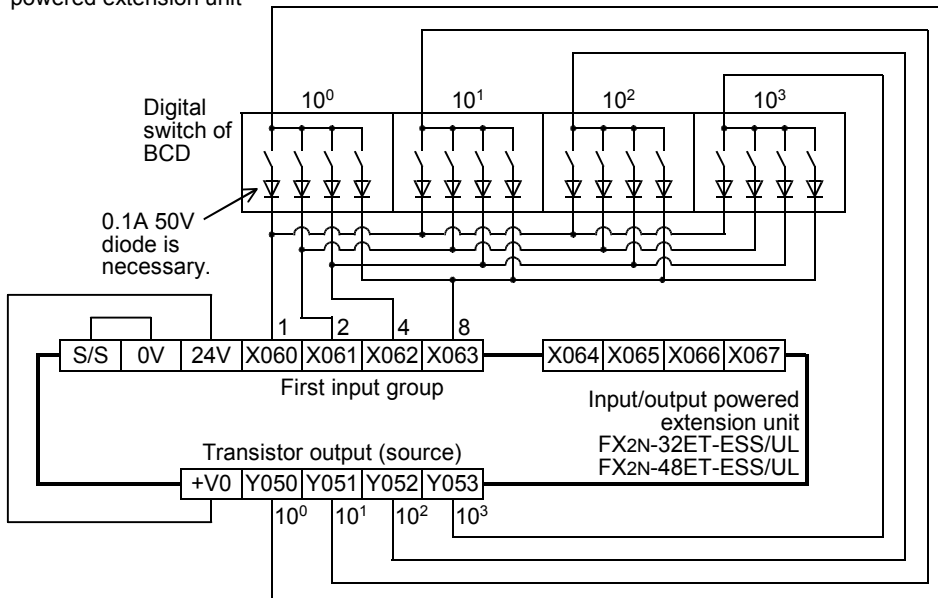 powered extension unit
10⁰ 10¹ 10² 10³
Digital
switch of
BCD
0.1A 50V
diode is
necessary.
1 2 4 8
S/S 0V 24V X060 X061 X062 X063 X064 X065 X066 X067
First input group
Input/output powered
extension unit
FX2N-32ET-ESS/UL
FX2N-48ET-ESS/UL
Transistor output (source)
+V0 Y050 Y051 Y052 Y053
10⁰ 10¹ 10² 10³